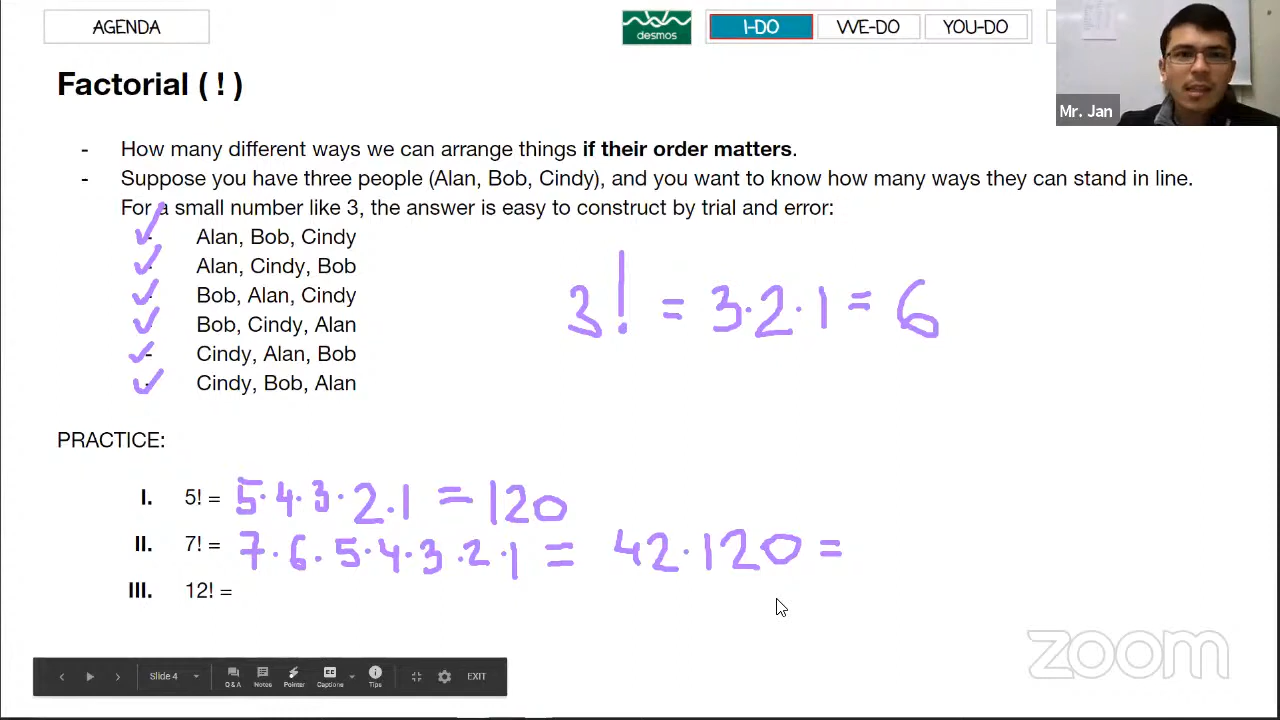 AGENDA
desmos
I-DO
WE-DO
YOU-DO
Factorial ( ! )
Mr. Jan
- How many different ways we can arrange things if their order matters.
- Suppose you have three people (Alan, Bob, Cindy), and you want to know how many ways they can stand in line.
For a small number like 3, the answer is easy to construct by trial and error:
- Alan, Bob, Cindy
- Alan, Cindy, Bob
- Bob, Alan, Cindy
- Bob, Cindy, Alan
- Cindy, Alan, Bob
- Cindy, Bob, Alan
3! = 3·2·1 = 6
PRACTICE:
I. 5! = 5·4·3·2·1 = 120
II. 7! = 7·6·5·4·3·2·1 = 42·120 =
III. 12! =
zoom
Slide 4
Q & A
Notes
Pointer
Captions
Tips
EXIT